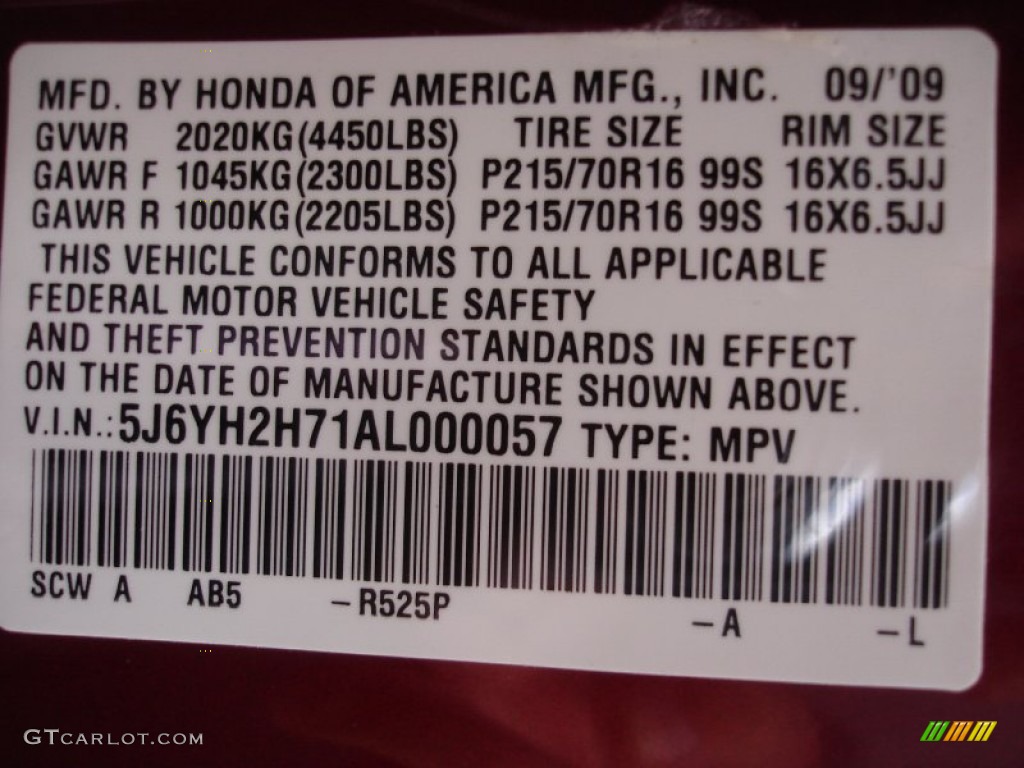 MFD. BY HONDA OF AMERICA MFG., INC. 09/'09
GVWR 2020KG(4450LBS) TIRE SIZE RIM SIZE
GAWR F 1045KG(2300LBS) P215/70R16 99S 16X6.5JJ
GAWR R 1000KG(2205LBS) P215/70R16 99S 16X6.5JJ
THIS VEHICLE CONFORMS TO ALL APPLICABLE
FEDERAL MOTOR VEHICLE SAFETY
AND THEFT PREVENTION STANDARDS IN EFFECT
ON THE DATE OF MANUFACTURE SHOWN ABOVE.
V.I.N.:5J6YH2H71AL000057 TYPE: MPV
SCW A AB5 –R525P –A –L
GTCARLOT.COM